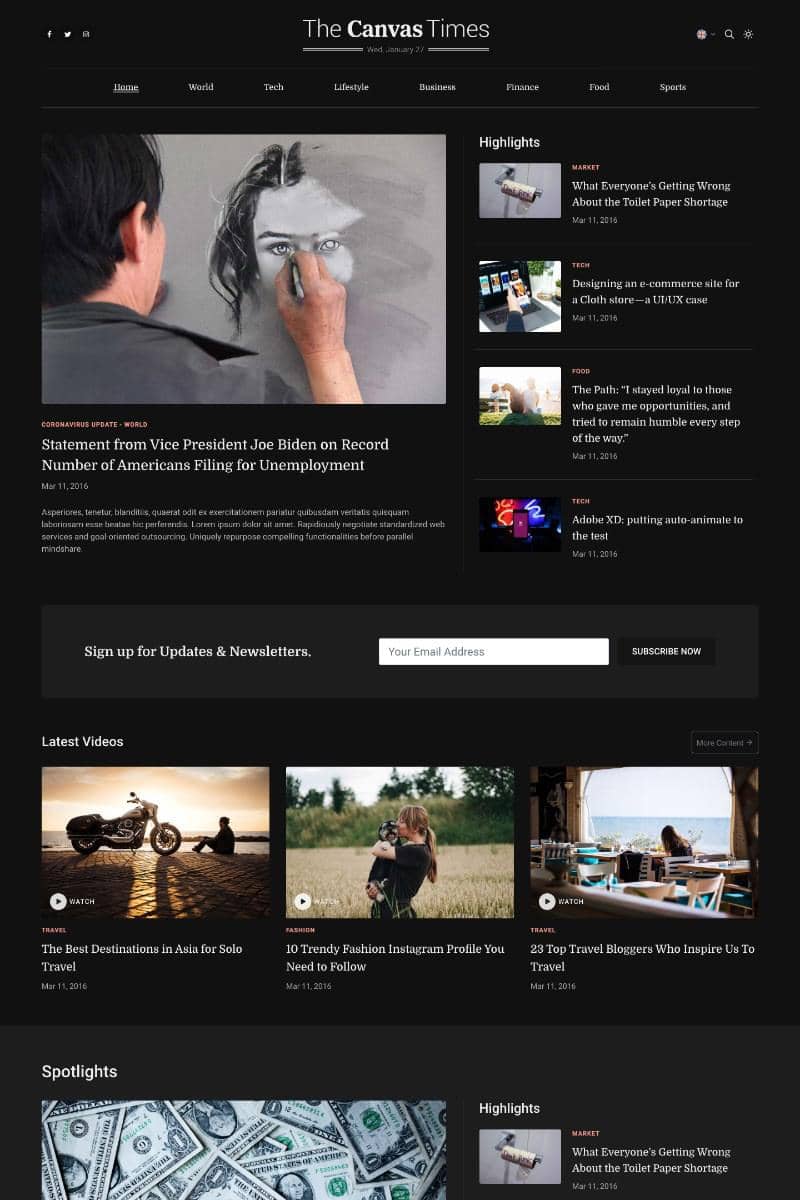 The Canvas Times
Wed, January 27
Home
World
Tech
Lifestyle
Business
Finance
Food
Sports
CORONAVIRUS UPDATE - WORLD
Statement from Vice President Joe Biden on Record
Number of Americans Filing for Unemployment
Mar 11, 2016
Asperiores, tenetur, blanditiis, quaerat odit ex exercitationem pariatur quibusdam veritatis quisquam
laboriosam esse beatae hic perferendis. Lorem ipsum dolor sit amet. Rapidiously negotiate standardized web
services and goal-oriented outsourcing. Uniquely repurpose compelling functionalities before parallel
mindshare.
Highlights
MARKET
What Everyone's Getting Wrong
About the Toilet Paper Shortage
Mar 11, 2016
TECH
Designing an e-commerce site for
a Cloth store—a UI/UX case
Mar 11, 2016
FOOD
The Path: “I stayed loyal to those
who gave me opportunities, and
tried to remain humble every step
of the way.”
Mar 11, 2016
TECH
Adobe XD: putting auto-animate to
the test
Mar 11, 2016
Sign up for Updates & Newsletters.
Your Email Address
SUBSCRIBE NOW
Latest Videos
More Content →
WATCH
TRAVEL
The Best Destinations in Asia for Solo
Travel
Mar 11, 2016
WATCH
FASHION
10 Trendy Fashion Instagram Profile You
Need to Follow
Mar 11, 2016
WATCH
TRAVEL
23 Top Travel Bloggers Who Inspire Us To
Travel
Mar 11, 2016
Spotlights
Highlights
MARKET
What Everyone's Getting Wrong
About the Toilet Paper Shortage
Mar 11, 2016